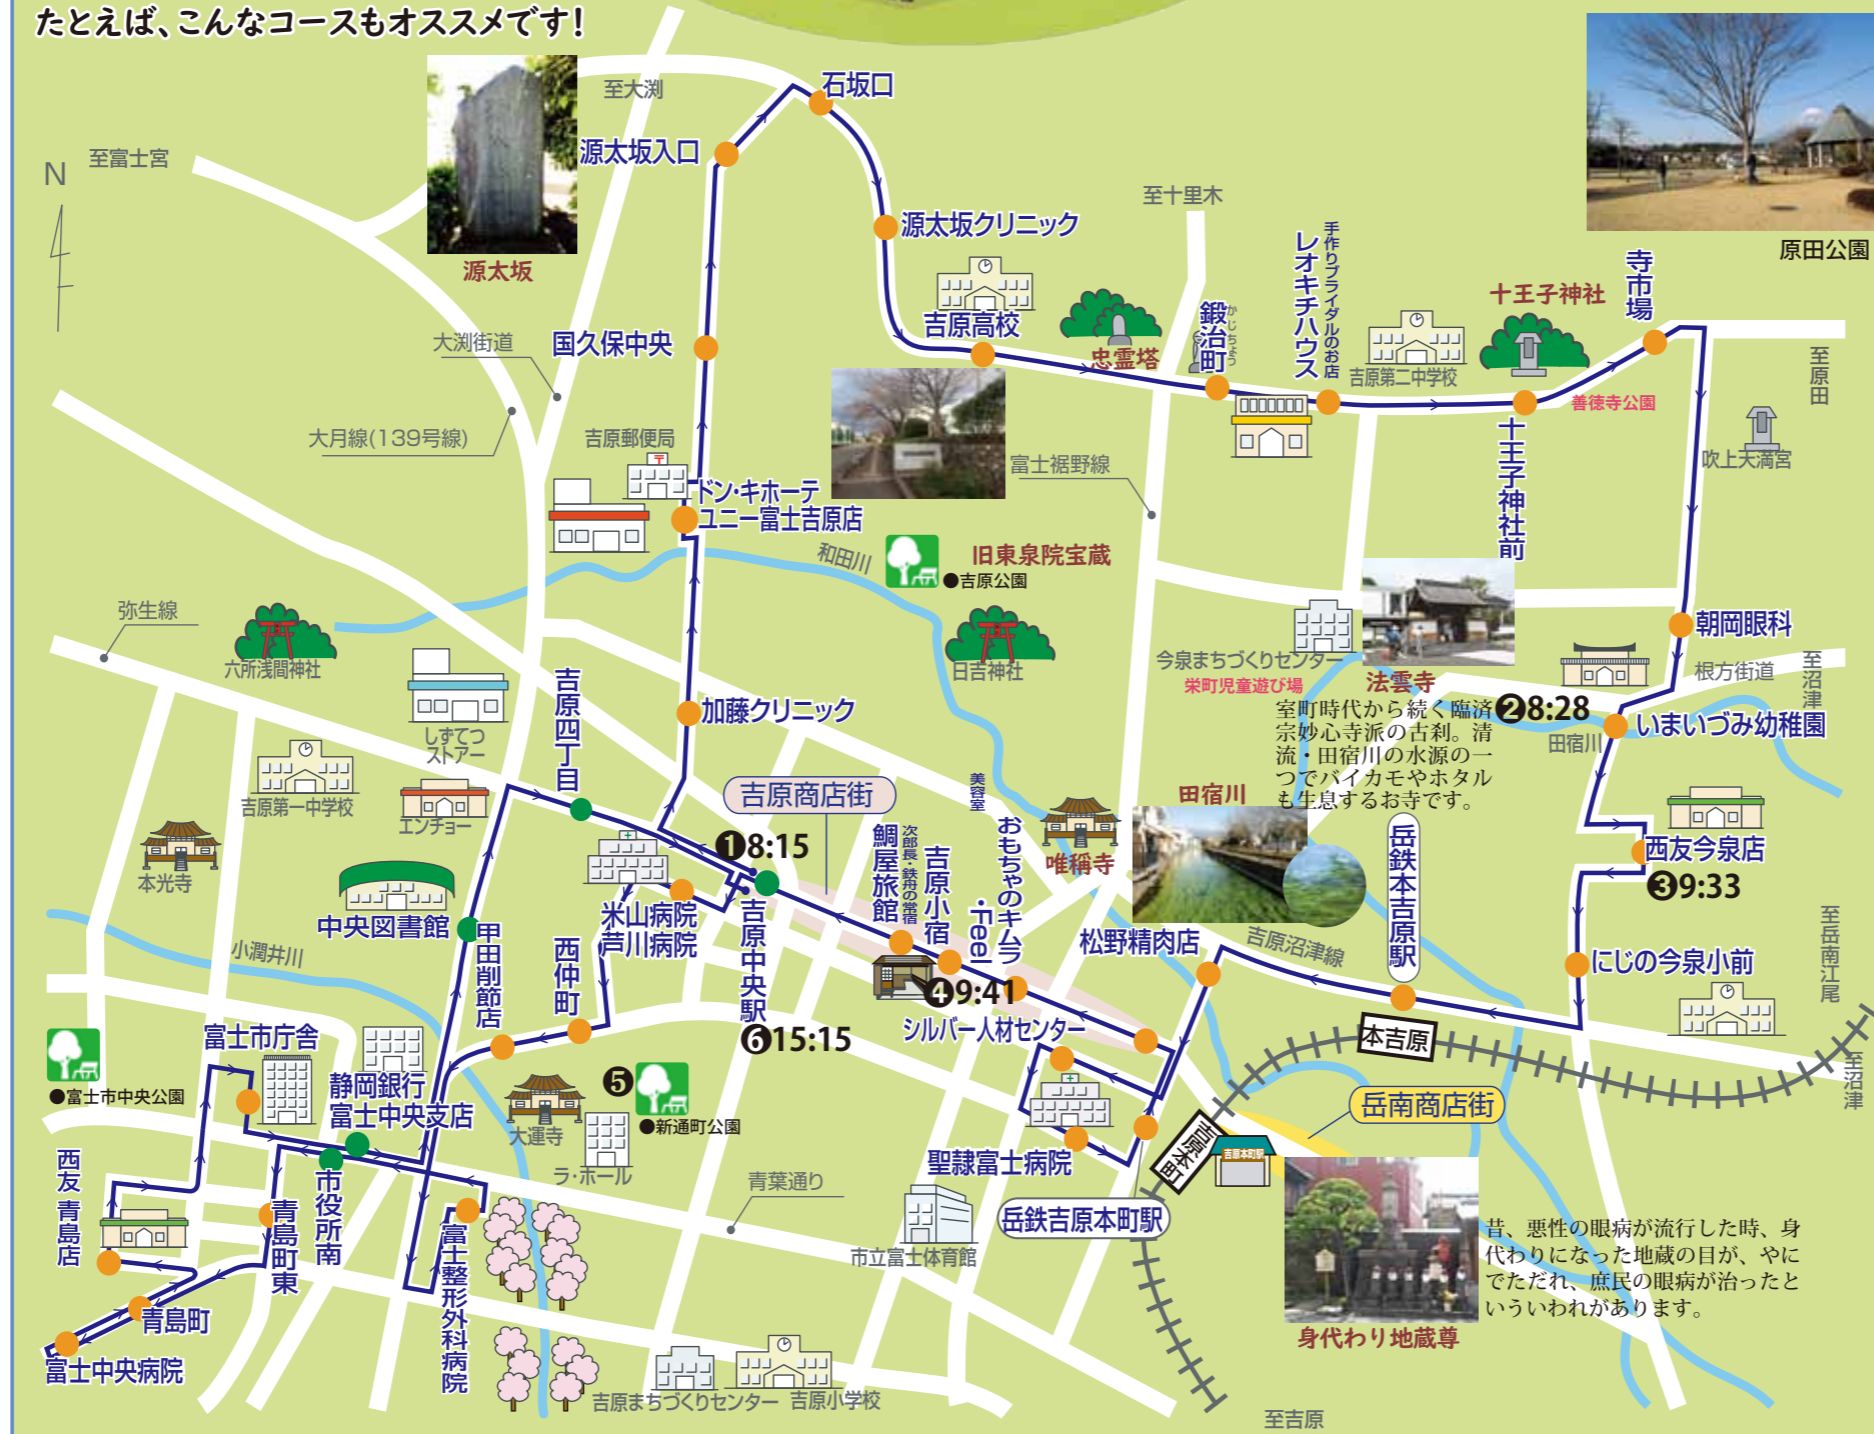 たとえば、こんなコースもオススメです!
N
至富士宮
至大渕
石坂口
源太坂入口
源太坂
源太坂クリニック
至十里木
原田公園
吉原高校
忠霊塔
鍛治町
かじちょう
手作りブライダルのお店
レオキチハウス
吉原第二中学校
十王子神社
寺市場
善徳寺公園
至原田
大渕街道
国久保中央
大月線(139号線)
吉原郵便局
ドン・キホーテ
ユニー富士吉原店
富士裾野線
十王子神社前
吹上天満宮
和田川
旧東泉院宝蔵
●吉原公園
弥生線
六所浅間神社
日吉神社
今泉まちづくりセンター
栄町児童遊び場
法雲寺
室町時代から続く臨済
宗妙心寺派の古刹。清
流・田宿川の水源の一
つでバイカモやホタル
も生息するお寺です。
朝岡眼科
根方街道
至沼津
❷8:28
いまいづみ幼稚園
田宿川
しずてつ
ストアー
吉原四丁目
加藤クリニック
吉原第一中学校
エンチョー
吉原商店街
美容室
・Feel
おもちゃのキムラ
田宿川
唯稱寺
岳鉄本吉原駅
西友今泉店
❸9:33
本光寺
中央図書館
❶8:15
米山病院
芦川病院
次郎長・鉄舟の常宿
鯛屋旅館
吉原小宿
松野精肉店
吉原沼津線
にじの今泉小前
至岳南江尾
小潤井川
甲田削節店
西仲町
吉原中央駅
❻15:15
❹9:41
シルバー人材センター
本吉原
至沼津
富士市庁舎
●富士市中央公園
静岡銀行
富士中央支店
大運寺
❺
●新通町公園
ラ・ホール
聖隷富士病院
吉原本町
吉原本町駅
岳南商店街
西友 青島店
青島町東
市役所南
富士整形外科病院
青葉通り
市立富士体育館
岳鉄吉原本町駅
昔、悪性の眼病が流行した時、身
代わりになった地蔵の目が、やに
でただれ、庶民の眼病が治ったと
いういわれがあります。
身代わり地蔵尊
青島町
富士中央病院
吉原まちづくりセンター
吉原小学校
至吉原